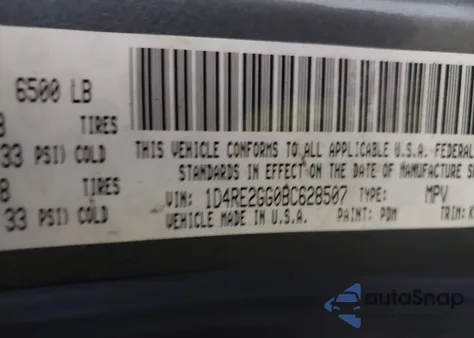 6500 LB
TIRES
33 PSI) COLD
TIRES
33 PSI) COLD
THIS VEHICLE CONFORMS TO ALL APPLICABLE U.S.A.-FEDERAL
STANDARDS IN EFFECT ON THE DATE OF MANUFACTURE
VIN: 1D4RE2GG0BC628507 TYPE: MPV
VEHICLE MADE IN U.S.A. PAINT: PDM TRIM:
autoSnap